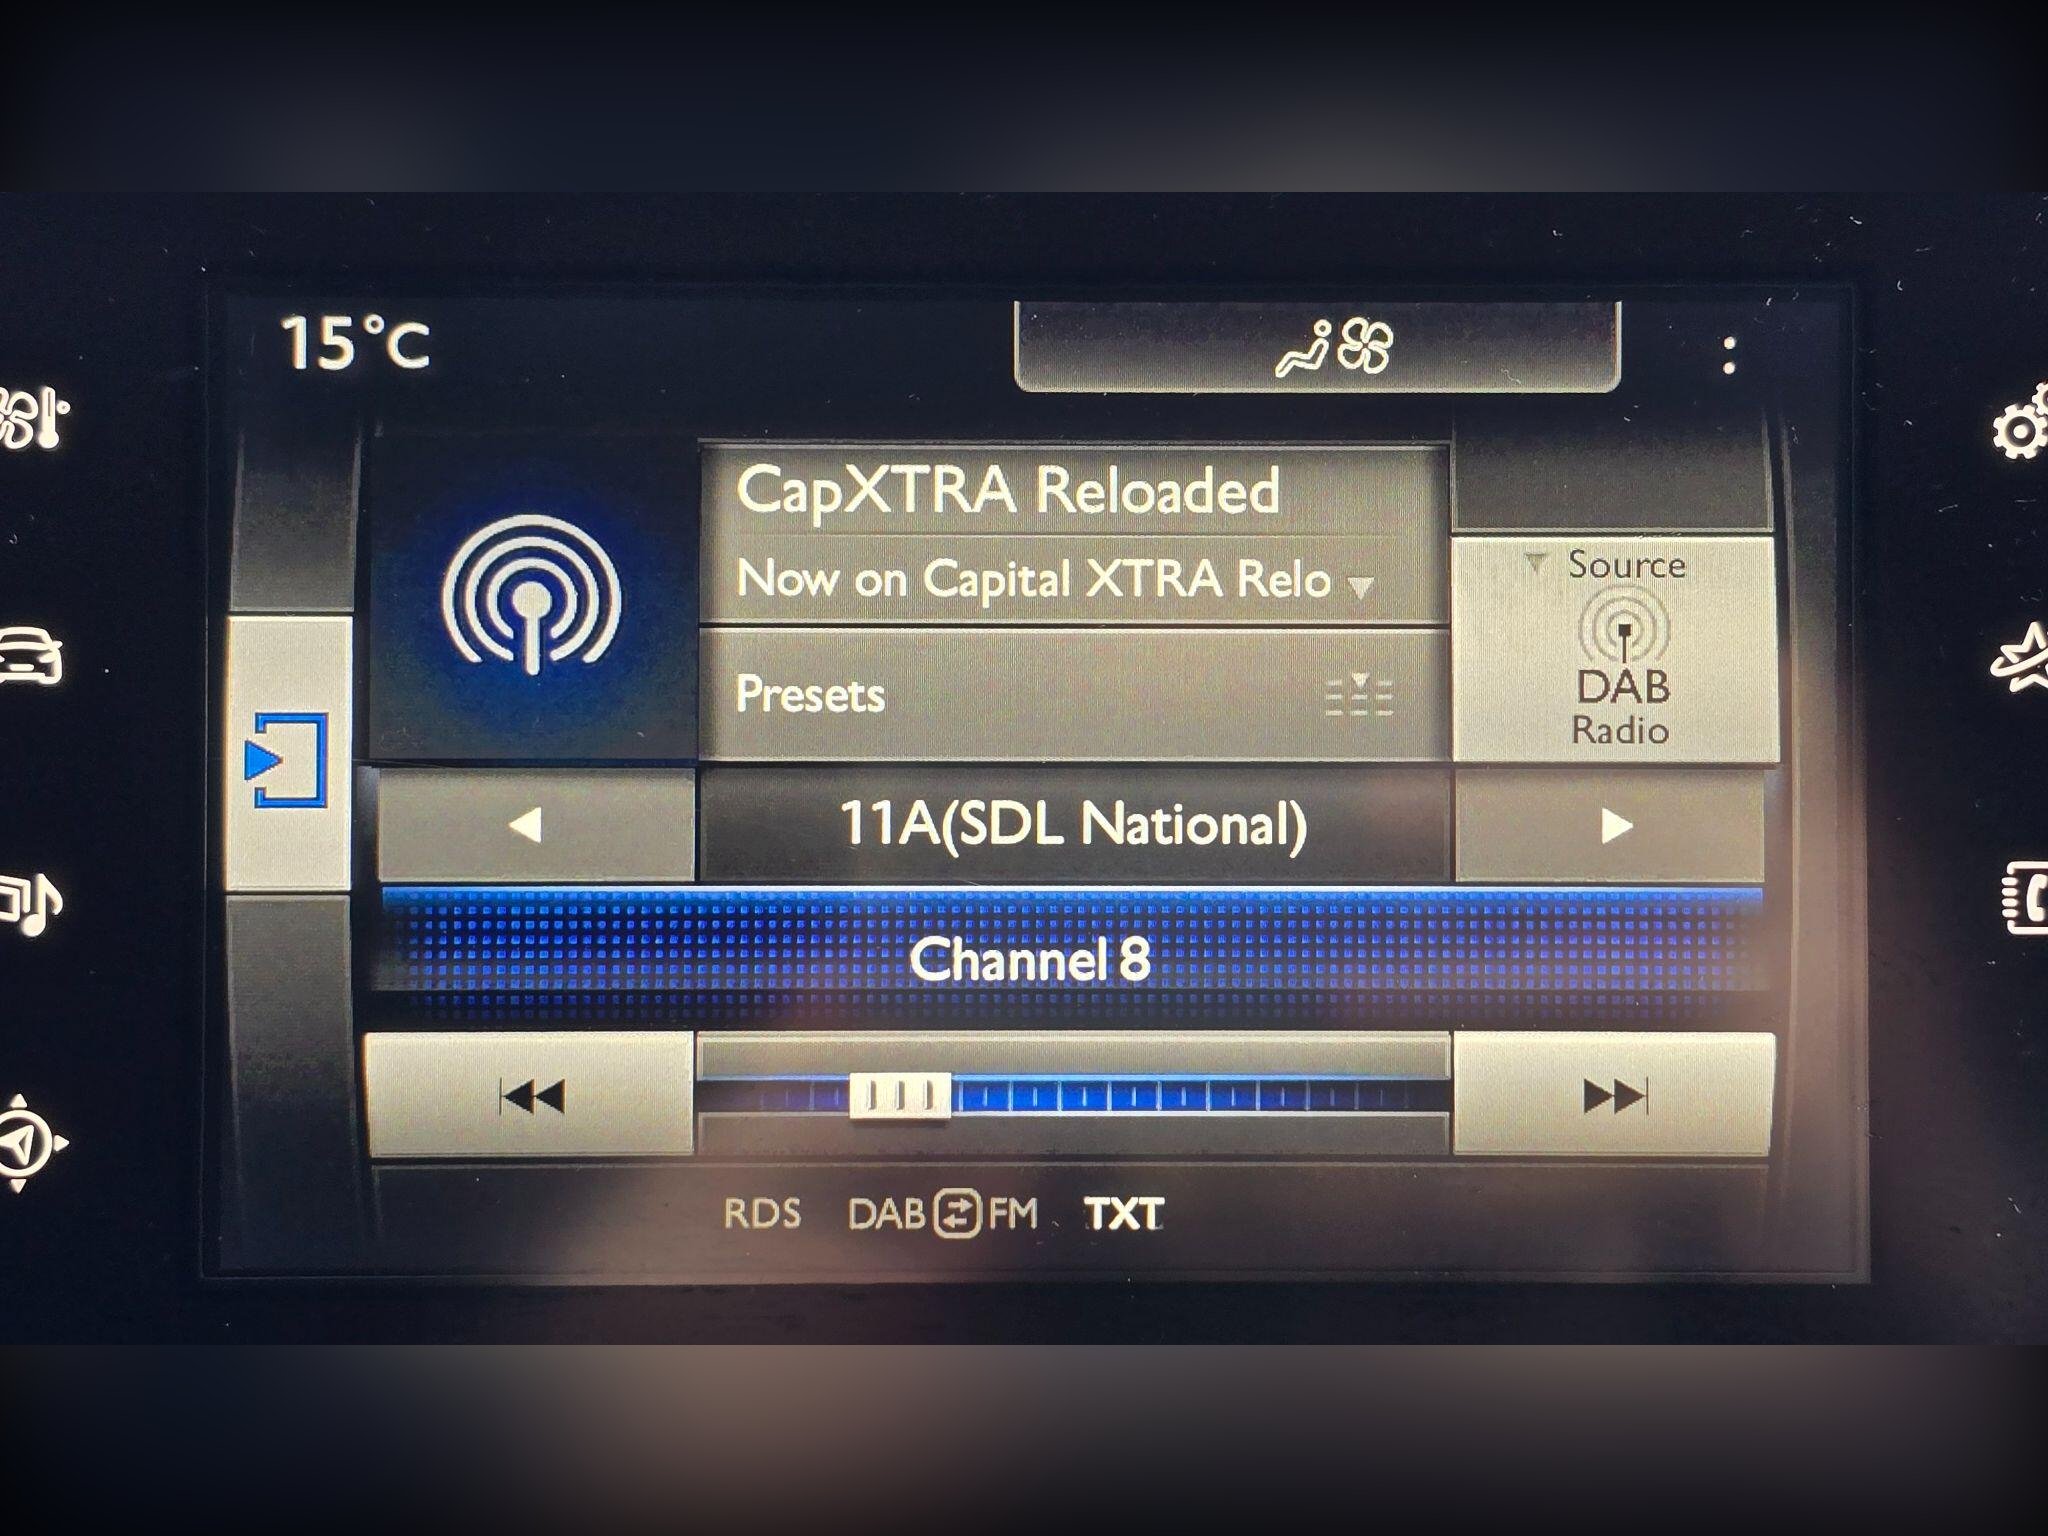 15°C
CapXTRA Reloaded
Now on Capital XTRA Relo
Source
DAB
Radio
Presets
11A(SDL National)
Channel 8
RDS DAB FM TXT